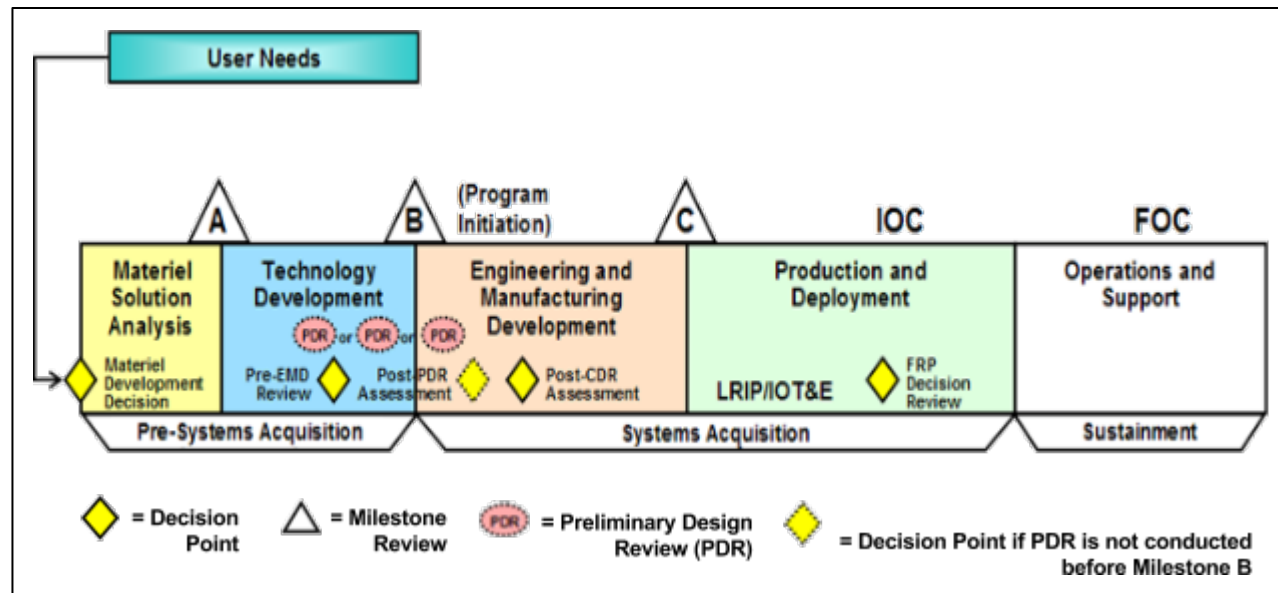 User Needs
A
B
(Program
Initiation)
C
IOC
FOC
Materiel
Solution
Analysis
Technology
Development
Engineering and
Manufacturing
Development
Production and
Deployment
Operations and
Support
PDR or PDR or PDR
Materiel
Development
Decision
Pre-EMD
Review
Post-PDR
Assessment
Post-CDR
Assessment
LRIP/IOT&E
FRP
Decision
Review
Pre-Systems Acquisition
Systems Acquisition
Sustainment
= Decision
Point
= Milestone
Review
PDR
= Preliminary Design
Review (PDR)
= Decision Point if PDR is not conducted
before Milestone B